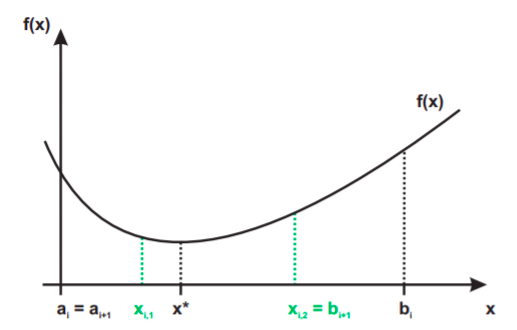 f(x)
f(x)
aᵢ = aᵢ₊₁ xᵢ,₁ x* xᵢ,₂ = bᵢ₊₁ bᵢ x